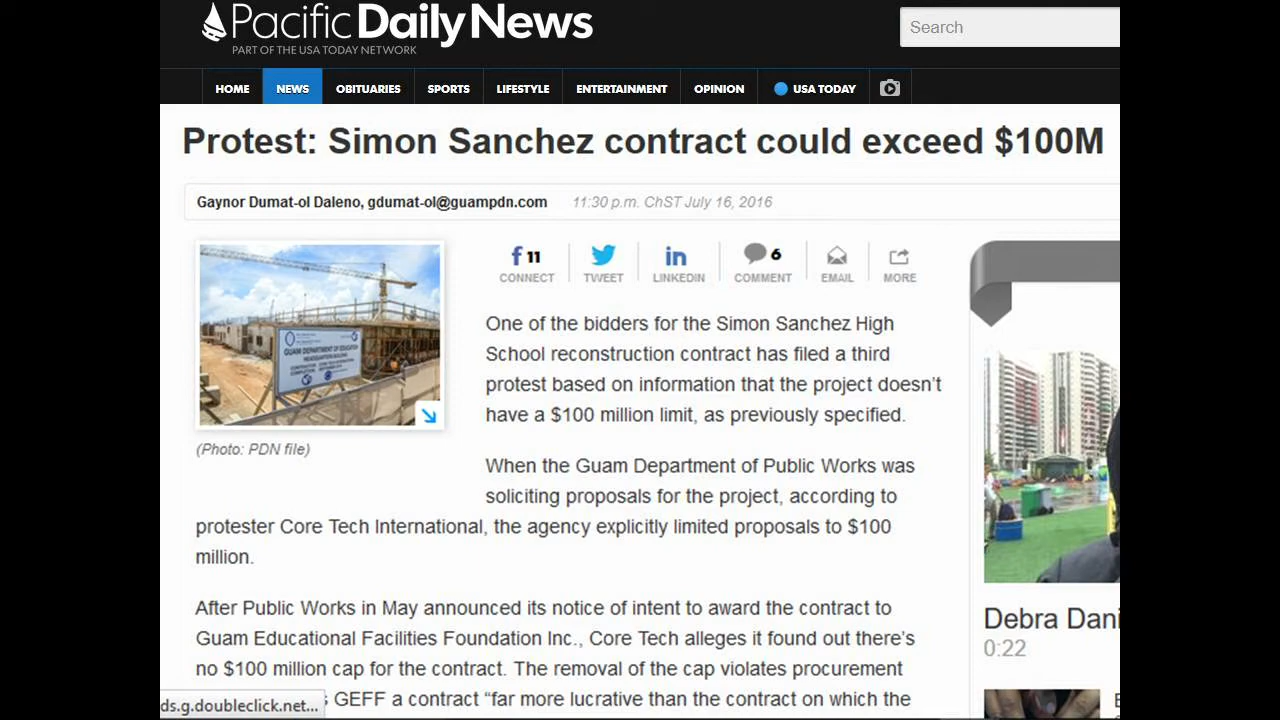 Pacific Daily News
PART OF THE USA TODAY NETWORK
Search
HOME NEWS OBITUARIES SPORTS LIFESTYLE ENTERTAINMENT OPINION USA TODAY
Protest: Simon Sanchez contract could exceed $100M
Gaynor Dumat-ol Daleno, gdumat-ol@guampdn.com 11:30 p.m. ChST July 16, 2016
11 6
CONNECT TWEET LINKEDIN COMMENT EMAIL MORE
GUAM DEPARTMENT OF EDUCATION
HEADQUARTERS BUILDING
(Photo: PDN file)
One of the bidders for the Simon Sanchez High
School reconstruction contract has filed a third
protest based on information that the project doesn't
have a $100 million limit, as previously specified.
When the Guam Department of Public Works was
soliciting proposals for the project, according to
protester Core Tech International, the agency explicitly limited proposals to $100
million.
After Public Works in May announced its notice of intent to award the contract to
Guam Educational Facilities Foundation Inc., Core Tech alleges it found out there's
no $100 million cap for the contract. The removal of the cap violates procurement
GEFF a contract “far more lucrative than the contract on which the
ds.g.doubleclick.net...
Debra Dani
0:22